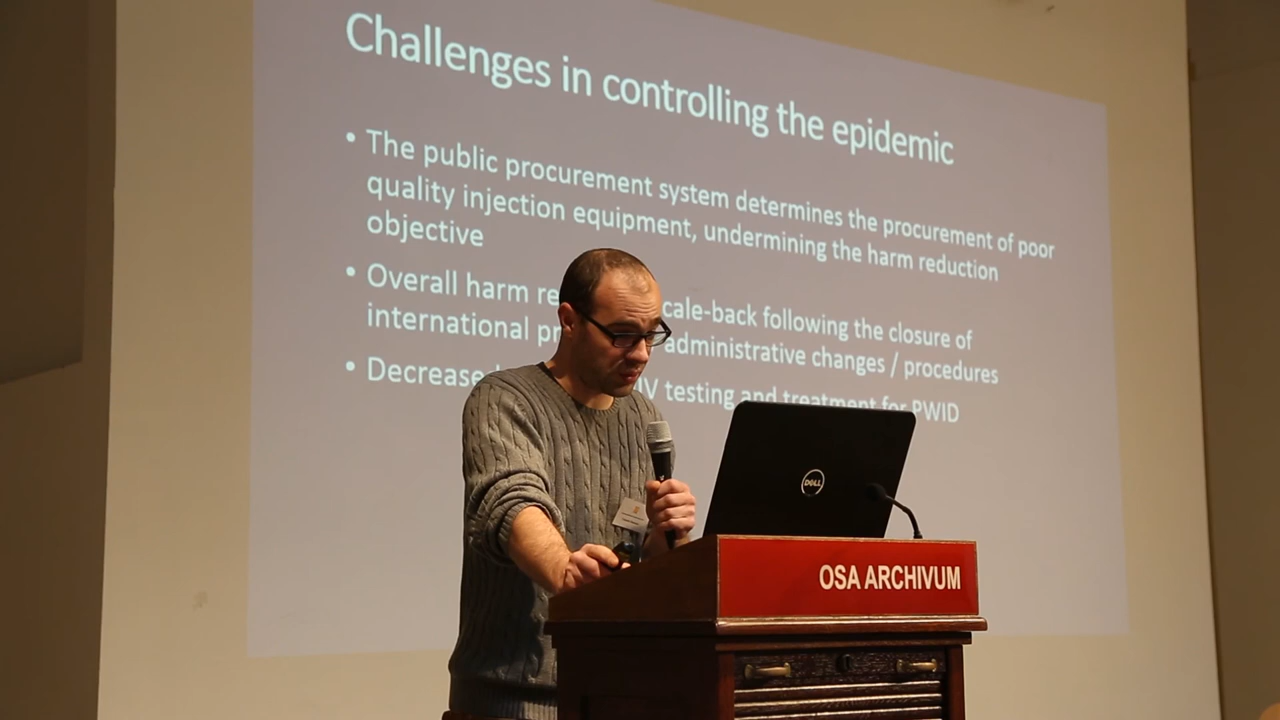 Challenges in controlling the epidemic
• The public procurement system determines the procurement of poor
quality injection equipment, undermining the harm reduction
objective
• Overall harm re cale-back following the closure of
international pr administrative changes / procedures
• Decrease IV testing and treatment for PWID
DELL
OSA ARCHIVUM